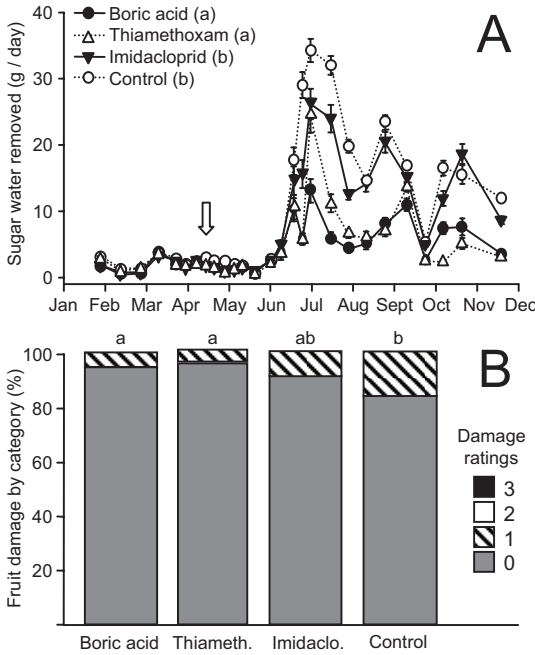 Boric acid (a)
Thiamethoxam (a)
Imidacloprid (b)
Control (b)
A
Sugar water removed (g / day)
40
30
20
10
0
Jan Feb Mar Apr May Jun Jul Aug Sept Oct Nov Dec
a a ab b
B
Fruit damage by category (%)
100
80
60
40
20
Damage
ratings
3
2
1
0
Boric acid Thiameth. Imidaclo. Control